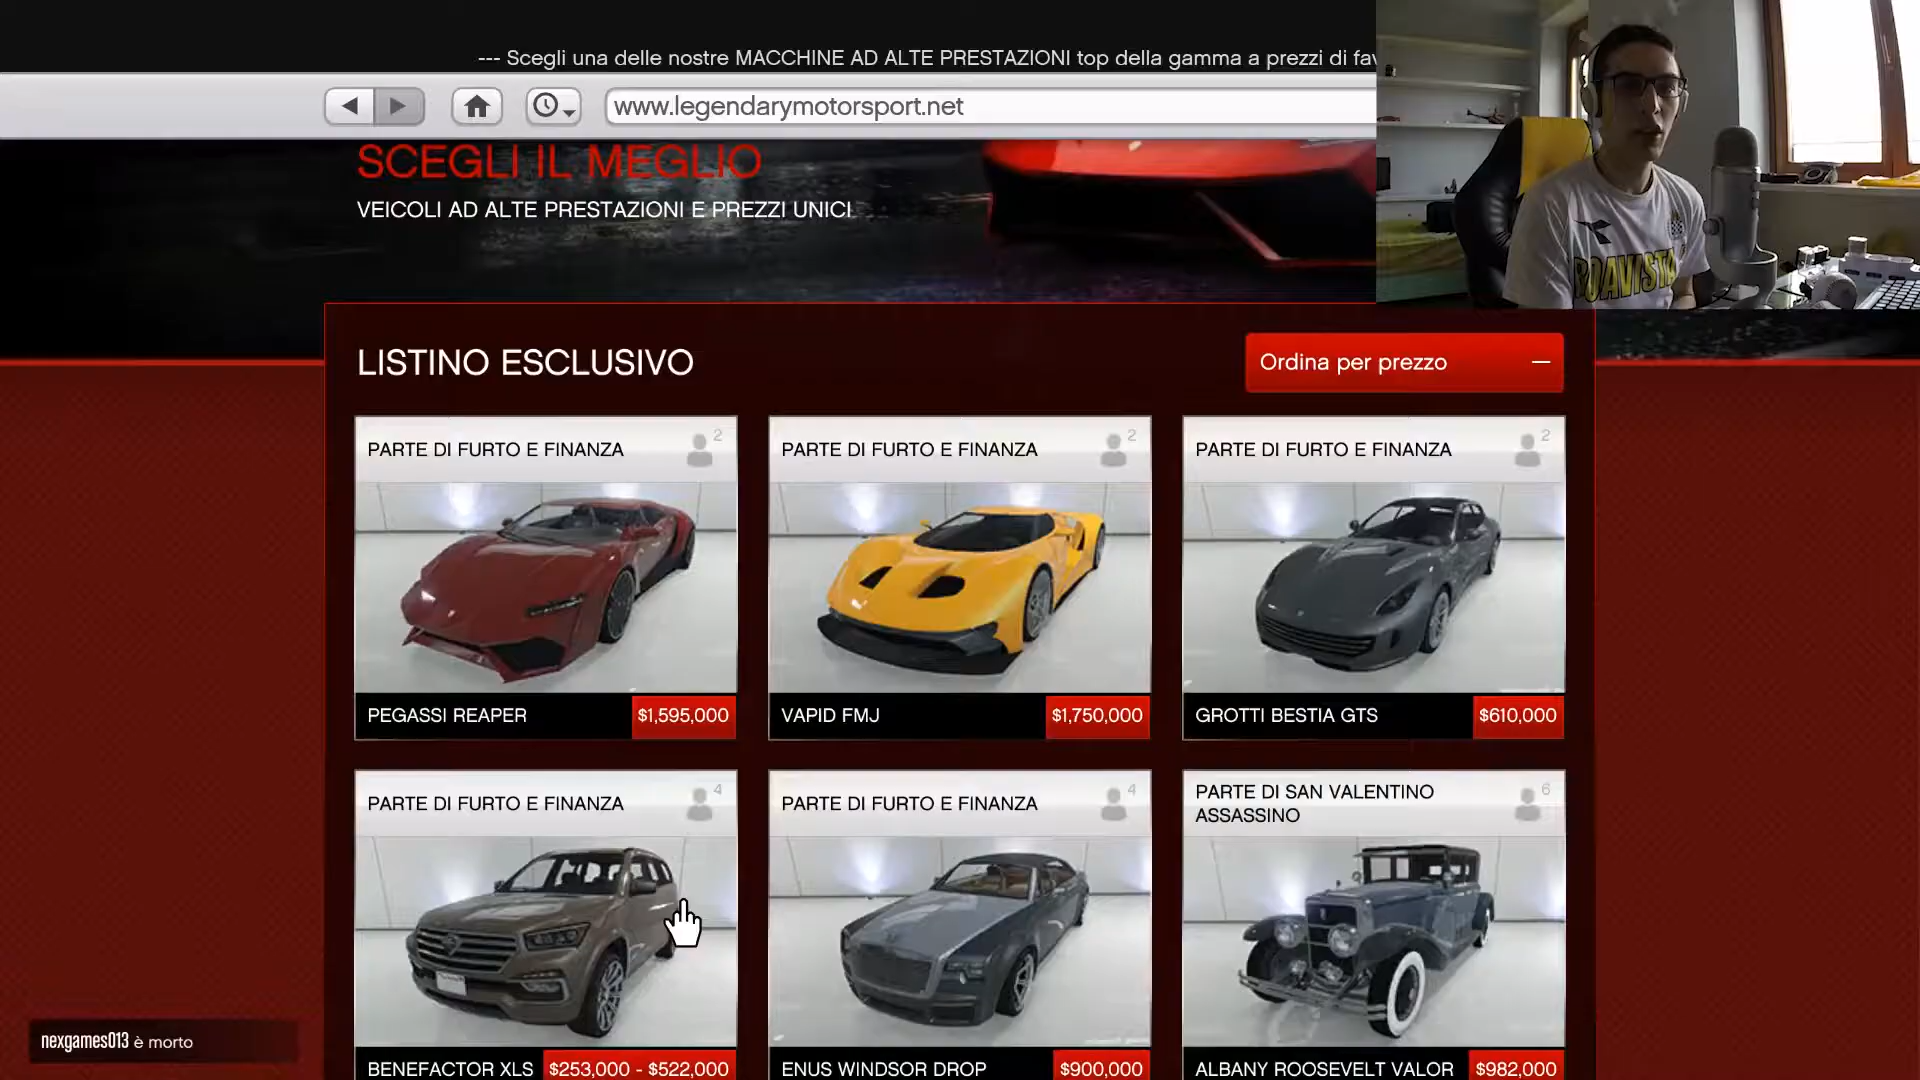 --- Scegli una delle nostre MACCHINE AD ALTE PRESTAZIONI top della gamma a prezzi di fav
www.legendarymotorsport.net
SCEGLI IL MEGLIO
VEICOLI AD ALTE PRESTAZIONI E PREZZI UNICI
BOAVISTA
LISTINO ESCLUSIVO
Ordina per prezzo
PARTE DI FURTO E FINANZA 2
PARTE DI FURTO E FINANZA 2
PARTE DI FURTO E FINANZA 2
PEGASSI REAPER $1,595,000
VAPID FMJ $1,750,000
GROTTI BESTIA GTS $610,000
PARTE DI FURTO E FINANZA 4
PARTE DI FURTO E FINANZA 4
PARTE DI SAN VALENTINO 6
ASSASSINO
BENEFACTOR XLS $253,000 - $522,000
ENUS WINDSOR DROP $900,000
ALBANY ROOSEVELT VALOR $982,000
nexgames013 è morto